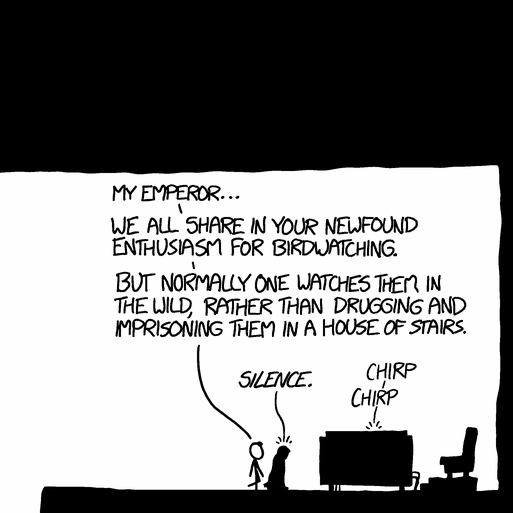 MY EMPEROR...
WE ALL SHARE IN YOUR NEWFOUND
ENTHUSIASM FOR BIRDWATCHING.
BUT NORMALLY ONE WATCHES THEM IN
THE WILD, RATHER THAN DRUGGING AND
IMPRISONING THEM IN A HOUSE OF STAIRS.
SILENCE.
CHIRP
CHIRP